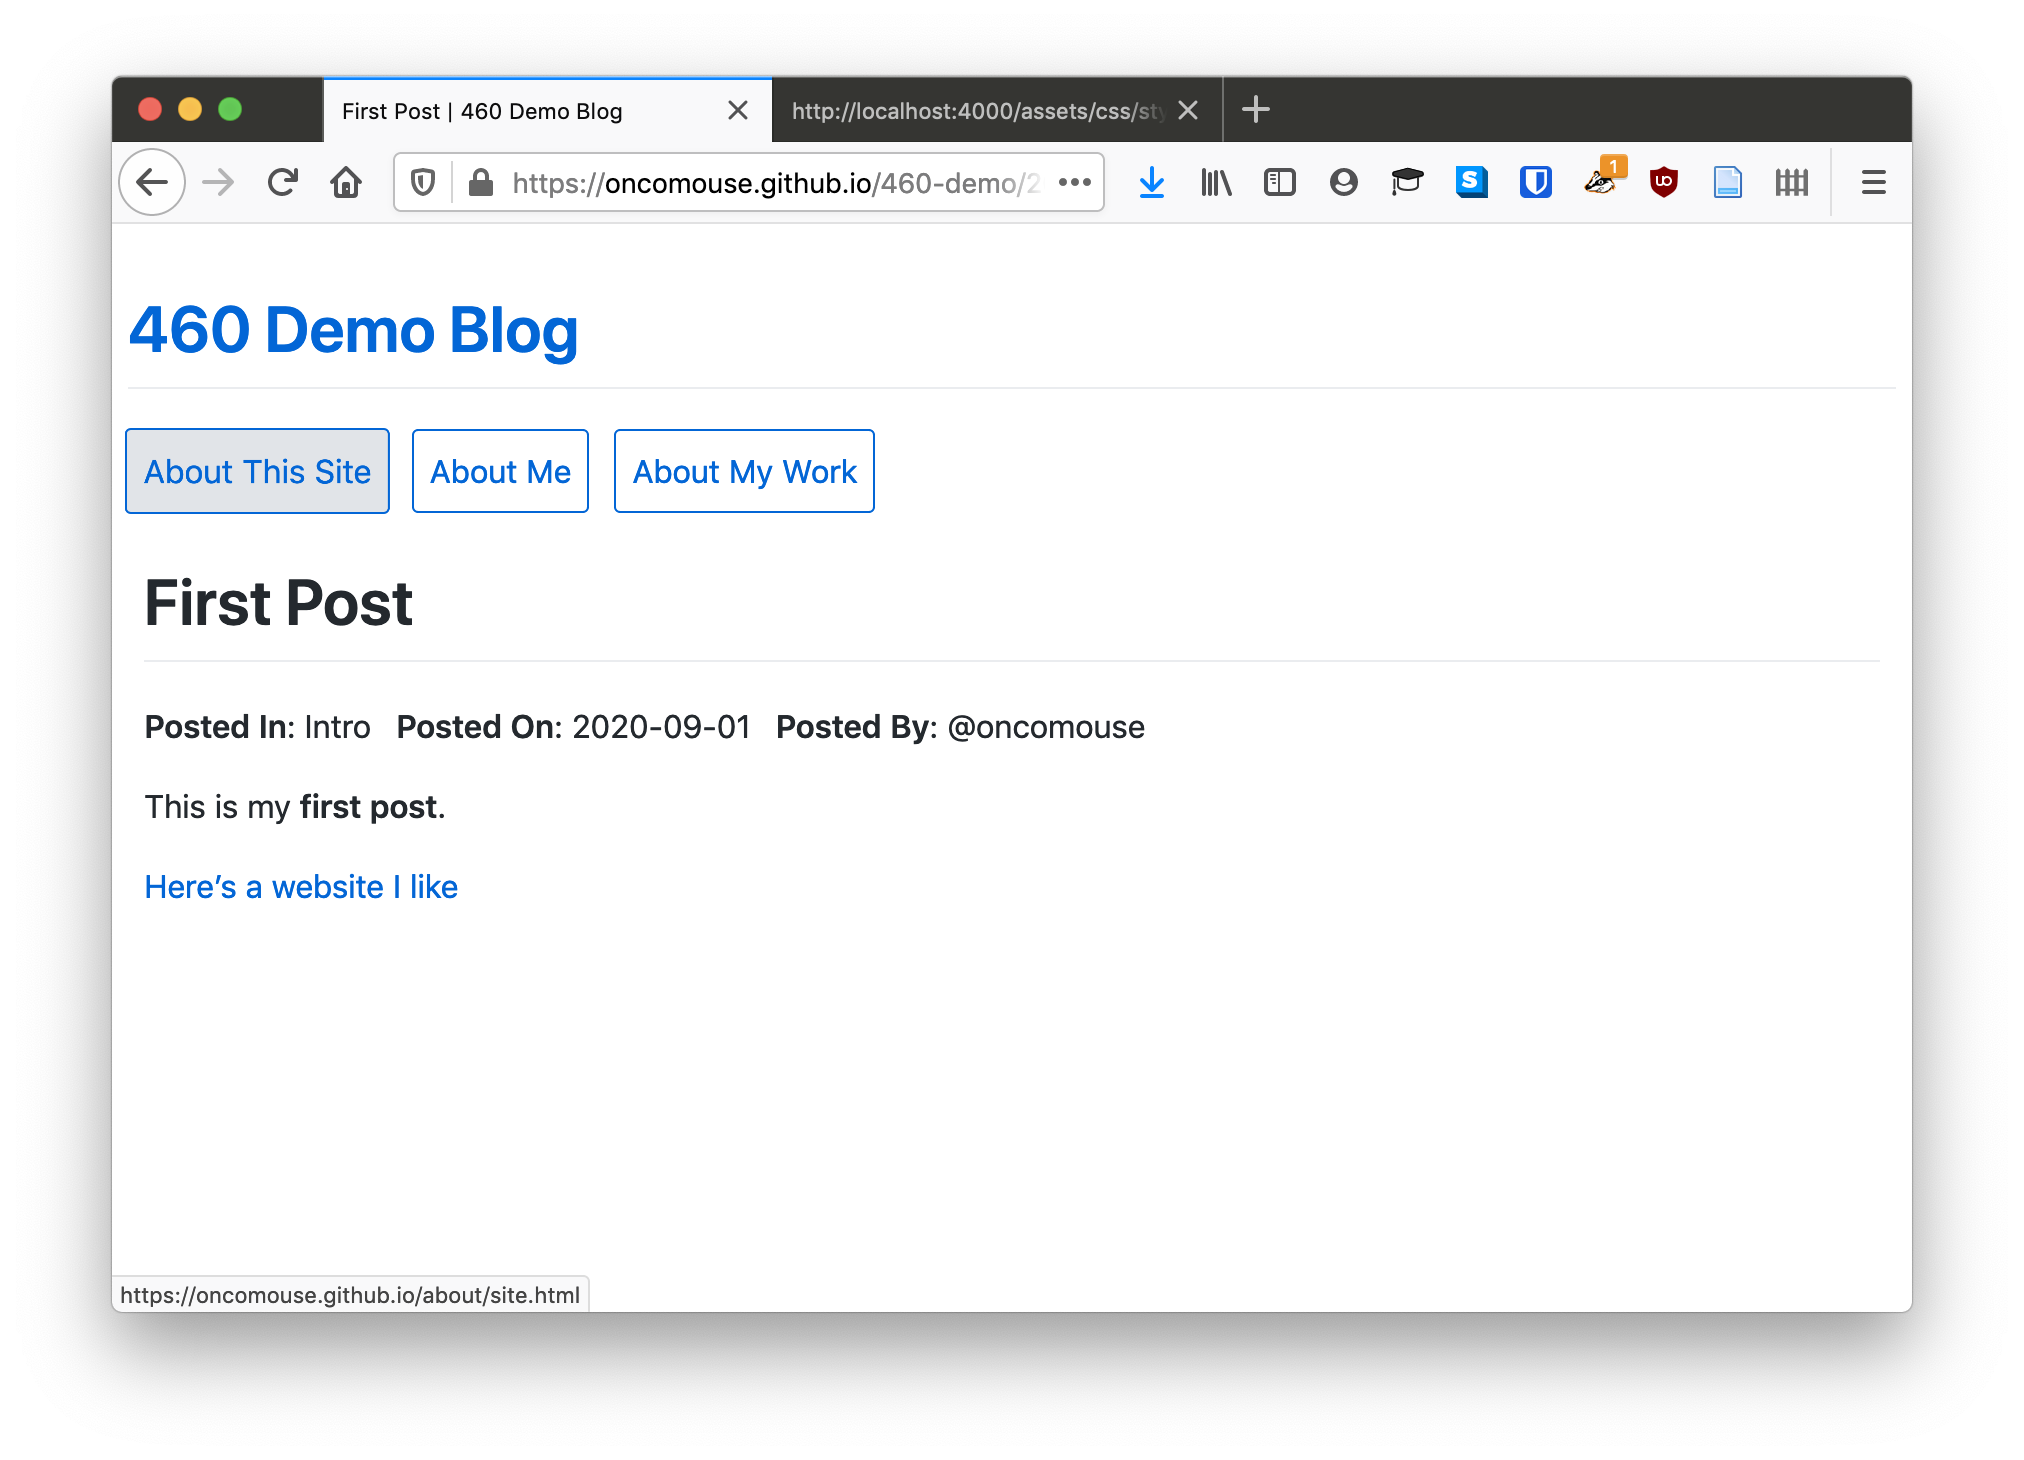 First Post | 460 Demo Blog
http://localhost:4000/assets/css/sty
https://oncomouse.github.io/460-demo/2
S
1
460 Demo Blog
About This Site
About Me
About My Work
First Post
Posted In: Intro Posted On: 2020-09-01 Posted By: @oncomouse
This is my first post.
Here’s a website I like
https://oncomouse.github.io/about/site.html